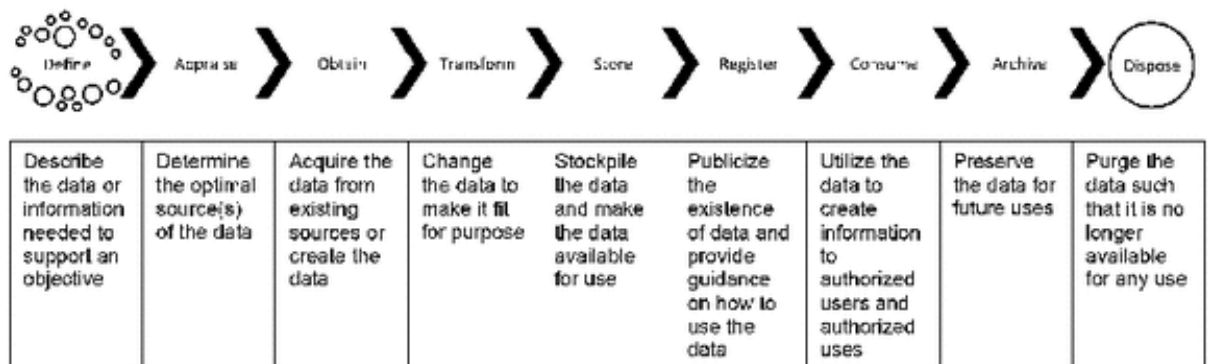 Define
Appraise
Obtain
Transform
Store
Register
Consume
Archive
Dispose
Describe
the data or
information
needed to
support an
objective
Determine
the optimal
source(s)
of the data
Acquire the
data from
existing
sources or
create the
data
Change
the data to
make it fit
for purpose
Stockpile
the data
and make
the data
available
for use
Publicize
the
existence
of data and
provide
guidance
on how to
use the
data
Utilize the
data to
create
information
to
authorized
users and
authorized
uses
Preserve
the data for
future uses
Purge the
data such
that it is no
longer
available
for any use